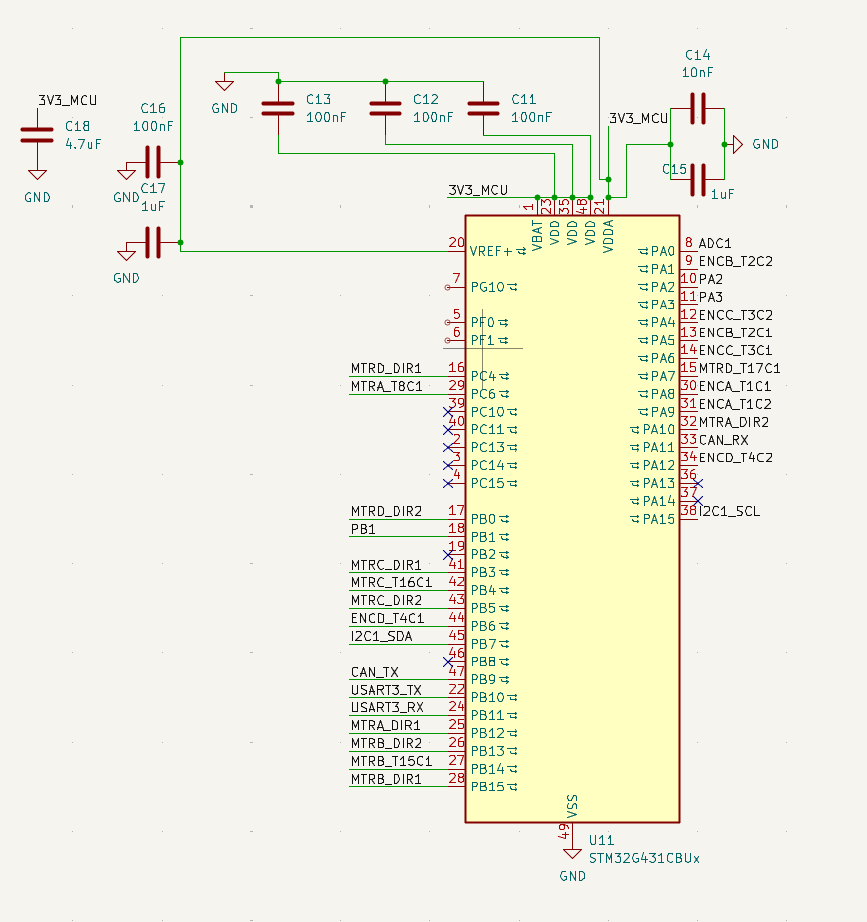 C14
10nF
3V3_MCU
C18
4.7uF
GND
C16
100nF
GND
C13
100nF
C12
100nF
C11
100nF
3V3_MCU
GND
C15
1uF
GND
C17
1uF
GND
3V3_MCU
1
23
35
48
21
VBAT
VDD
VDD
VDD
VDDA
20
VREF+
7
PG10
5
PF0
6
PF1
MTRD_DIR1
16
PC4
MTRA_T8C1
29
PC6
39
PC10
40
PC11
2
PC13
3
PC14
4
PC15
MTRD_DIR2
17
PB0
PB1
18
PB1
19
PB2
MTRC_DIR1
41
PB3
MTRC_T16C1
42
PB4
MTRC_DIR2
43
PB5
ENCD_T4C1
44
PB6
I2C1_SDA
45
PB7
46
PB8
CAN_TX
47
PB9
USART3_TX
22
PB10
USART3_RX
24
PB11
MTRA_DIR1
25
PB12
MTRB_DIR2
26
PB13
MTRB_T15C1
27
PB14
MTRB_DIR1
28
PB15
PA0
8
ADC1
PA1
9
ENCB_T2C2
PA2
10
PA2
PA3
11
PA3
PA4
12
ENCC_T3C2
PA5
13
ENCB_T2C1
PA6
14
ENCC_T3C1
PA7
15
MTRD_T17C1
PA8
30
ENCA_T1C1
PA9
31
ENCA_T1C2
PA10
32
MTRA_DIR2
PA11
33
CAN_RX
PA12
34
ENCD_T4C2
PA13
36
PA14
37
PA15
38
I2C1_SCL
VSS
49
U11
STM32G431CBUx
GND